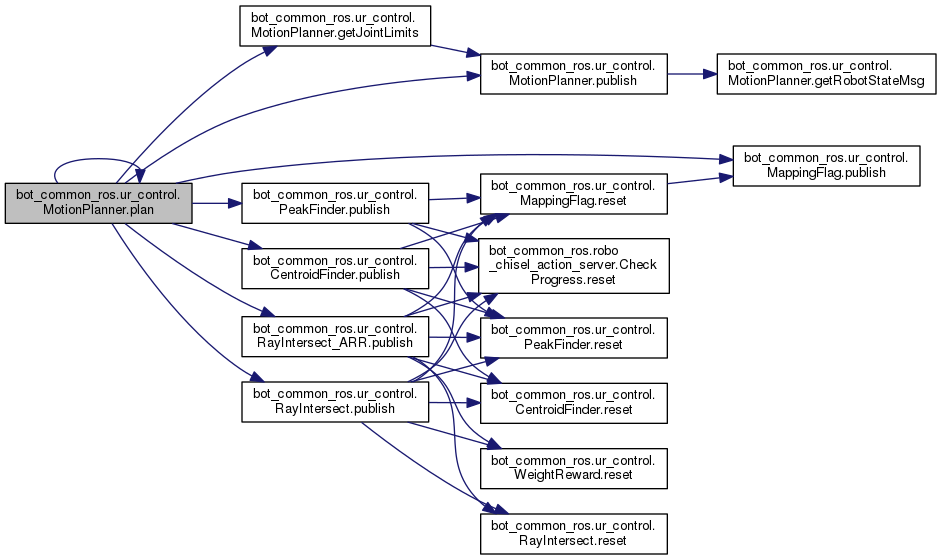 bot_common_ros.ur_control.
MotionPlanner.plan
bot_common_ros.ur_control.
MotionPlanner.getJointLimits
bot_common_ros.ur_control.
MotionPlanner.publish
bot_common_ros.ur_control.
MotionPlanner.getRobotStateMsg
bot_common_ros.ur_control.
MappingFlag.publish
bot_common_ros.ur_control.
PeakFinder.publish
bot_common_ros.ur_control.
CentroidFinder.publish
bot_common_ros.ur_control.
RayIntersect_ARR.publish
bot_common_ros.ur_control.
RayIntersect.publish
bot_common_ros.ur_control.
MappingFlag.reset
bot_common_ros.robo
_chisel_action_server.Check
Progress.reset
bot_common_ros.ur_control.
PeakFinder.reset
bot_common_ros.ur_control.
CentroidFinder.reset
bot_common_ros.ur_control.
WeightReward.reset
bot_common_ros.ur_control.
RayIntersect.reset